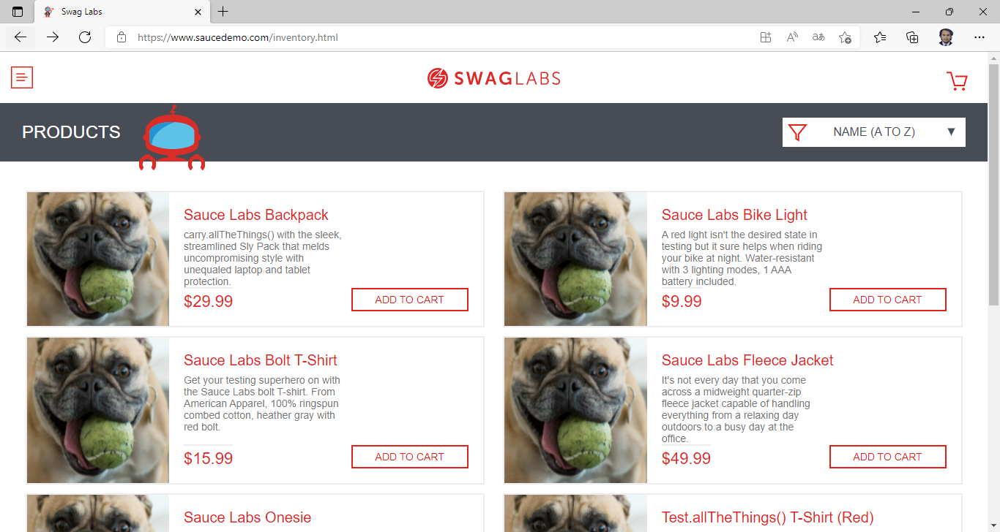 Swag Labs
https://www.saucedemo.com/inventory.html
SWAGLABS
PRODUCTS
NAME (A TO Z)
Sauce Labs Backpack
carry.allTheThings() with the sleek,
streamlined Sly Pack that melds
uncompromising style with
unequaled laptop and tablet
protection.
$29.99
ADD TO CART
Sauce Labs Bike Light
A red light isn't the desired state in
testing but it sure helps when riding
your bike at night. Water-resistant
with 3 lighting modes, 1 AAA
battery included.
$9.99
ADD TO CART
Sauce Labs Bolt T-Shirt
Get your testing superhero on with
the Sauce Labs bolt T-shirt. From
American Apparel, 100% ringspun
combed cotton, heather gray with
red bolt.
$15.99
ADD TO CART
Sauce Labs Fleece Jacket
It's not every day that you come
across a midweight quarter-zip
fleece jacket capable of handling
everything from a relaxing day
outdoors to a busy day at the
office.
$49.99
ADD TO CART
Sauce Labs Onesie
Test.allTheThings() T-Shirt (Red)